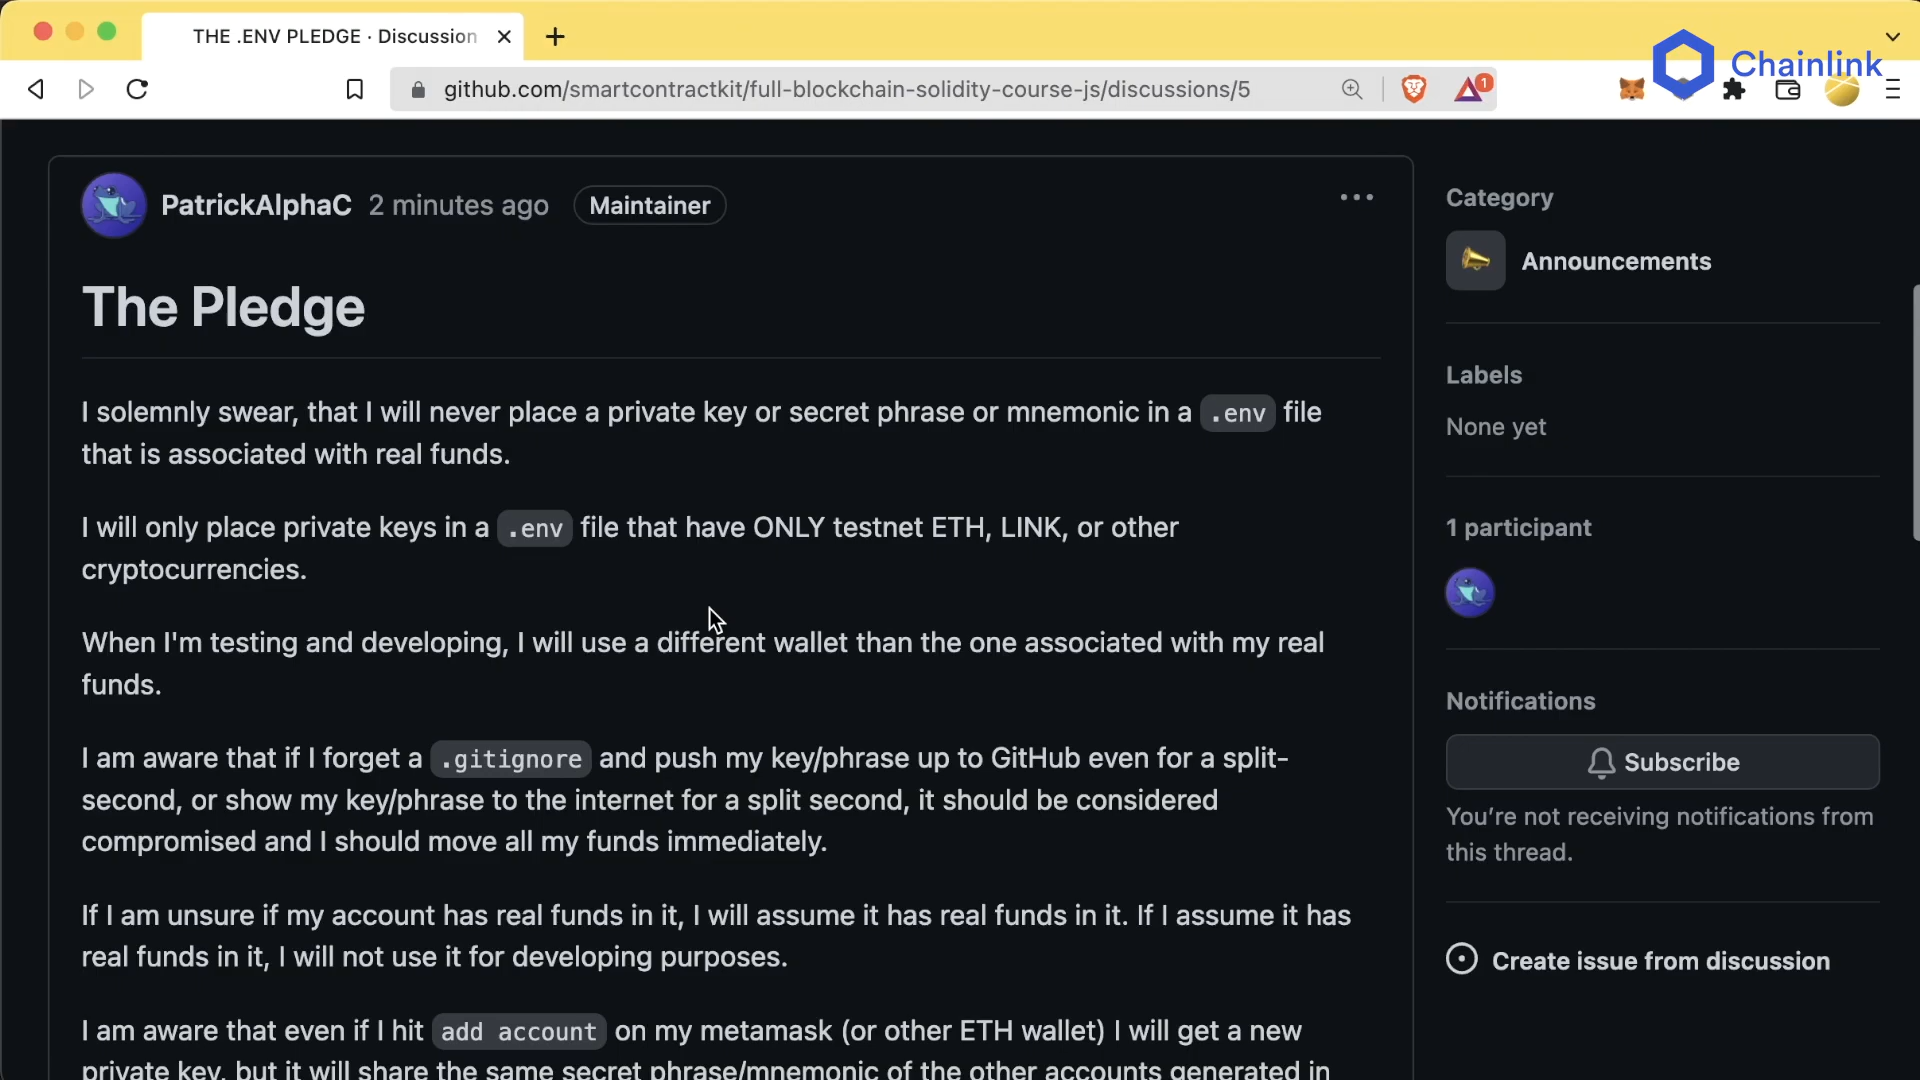 THE .ENV PLEDGE · Discussion
Chainlink
github.com/smartcontractkit/full-blockchain-solidity-course-js/discussions/5
1
PatrickAlphaC 2 minutes ago Maintainer
The Pledge
I solemnly swear, that I will never place a private key or secret phrase or mnemonic in a .env file
that is associated with real funds.
I will only place private keys in a .env file that have ONLY testnet ETH, LINK, or other
cryptocurrencies.
When I'm testing and developing, I will use a different wallet than the one associated with my real
funds.
I am aware that if I forget a .gitignore and push my key/phrase up to GitHub even for a split-
second, or show my key/phrase to the internet for a split second, it should be considered
compromised and I should move all my funds immediately.
If I am unsure if my account has real funds in it, I will assume it has real funds in it. If I assume it has
real funds in it, I will not use it for developing purposes.
I am aware that even if I hit add account on my metamask (or other ETH wallet) I will get a new
private key, but it will share the same secret phrase/mnemonic of the other accounts generated in
Category
Announcements
Labels
None yet
1 participant
Notifications
Subscribe
You’re not receiving notifications from
this thread.
Create issue from discussion